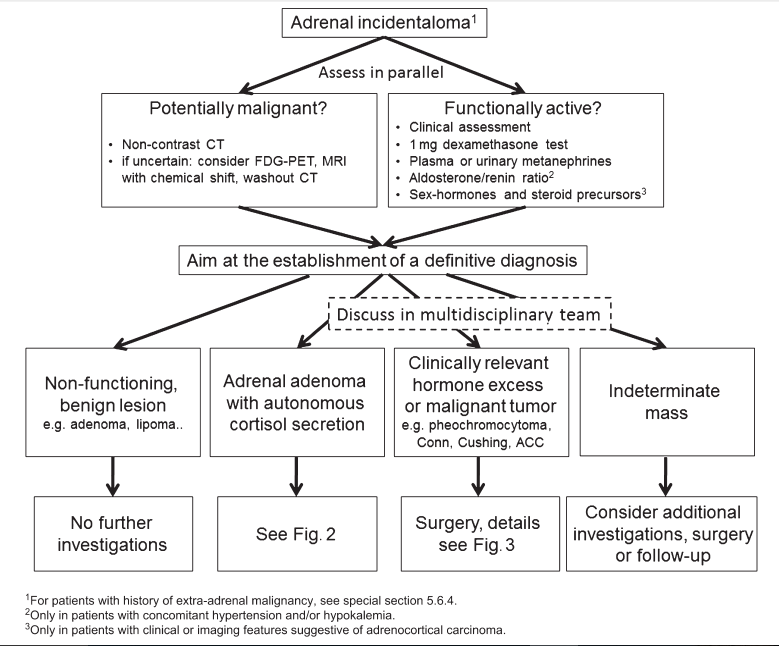 Adrenal incidentaloma¹
Assess in parallel
Potentially malignant?
• Non-contrast CT
• if uncertain: consider FDG-PET, MRI
with chemical shift, washout CT
Functionally active?
• Clinical assessment
• 1 mg dexamethasone test
• Plasma or urinary metanephrines
• Aldosterone/renin ratio²
• Sex-hormones and steroid precursors³
Aim at the establishment of a definitive diagnosis
Discuss in multidisciplinary team
Non-functioning,
benign lesion
e.g. adenoma, lipoma..
Adrenal adenoma
with autonomous
cortisol secretion
Clinically relevant
hormone excess
or malignant tumor
e.g. pheochromocytoma,
Conn, Cushing, ACC
Indeterminate
mass
No further
investigations
See Fig. 2
Surgery, details
see Fig. 3
Consider additional
investigations, surgery
or follow-up
¹For patients with history of extra-adrenal malignancy, see special section 5.6.4.
²Only in patients with concomitant hypertension and/or hypokalemia.
³Only in patients with clinical or imaging features suggestive of adrenocortical carcinoma.